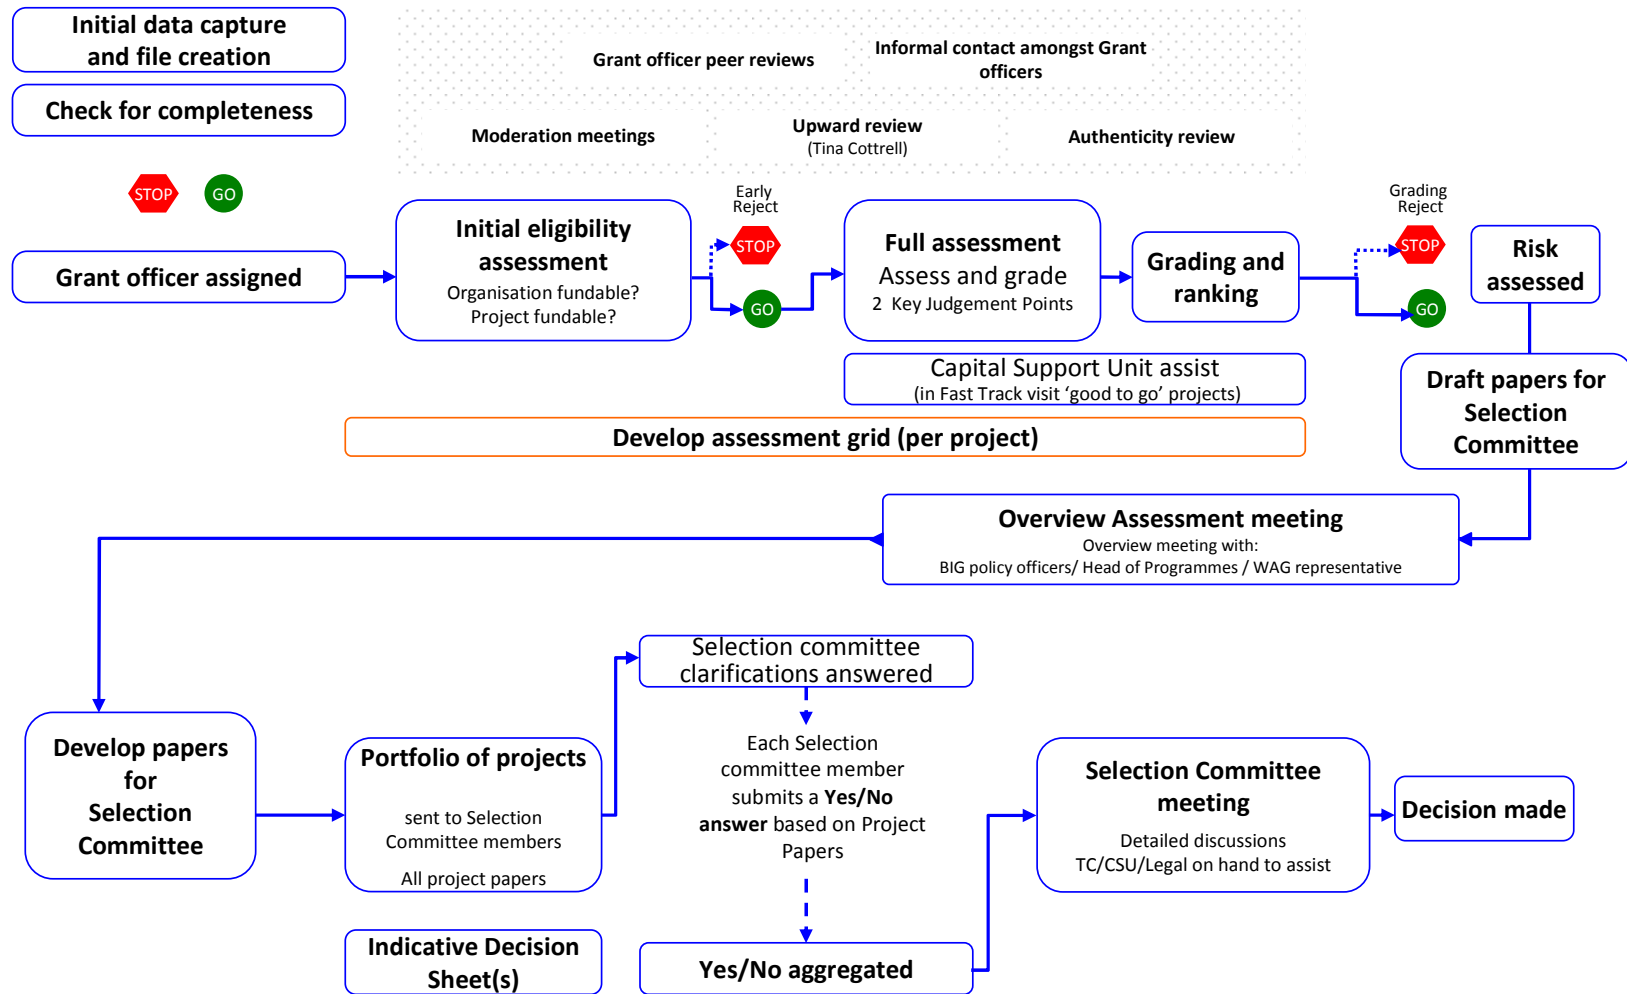 Initial data capture
and file creation
Check for completeness
STOP
GO
Grant officer assigned
Grant officer peer reviews
Informal contact amongst Grant
officers
Moderation meetings
Upward review
(Tina Cottrell)
Authenticity review
Initial eligibility
assessment
Organisation fundable?
Project fundable?
Early
Reject
STOP
GO
Full assessment
Assess and grade
2 Key Judgement Points
Grading and
ranking
Grading
Reject
STOP
GO
Risk
assessed
Capital Support Unit assist
(in Fast Track visit ‘good to go’ projects)
Develop assessment grid (per project)
Draft papers for
Selection
Committee
Overview Assessment meeting
Overview meeting with:
BIG policy officers/ Head of Programmes / WAG representative
Develop papers
for
Selection
Committee
Portfolio of projects
sent to Selection
Committee members
All project papers
Indicative Decision
Sheet(s)
Selection committee
clarifications answered
Each Selection
committee member
submits a Yes/No
answer based on Project
Papers
Yes/No aggregated
Selection Committee
meeting
Detailed discussions
TC/CSU/Legal on hand to assist
Decision made